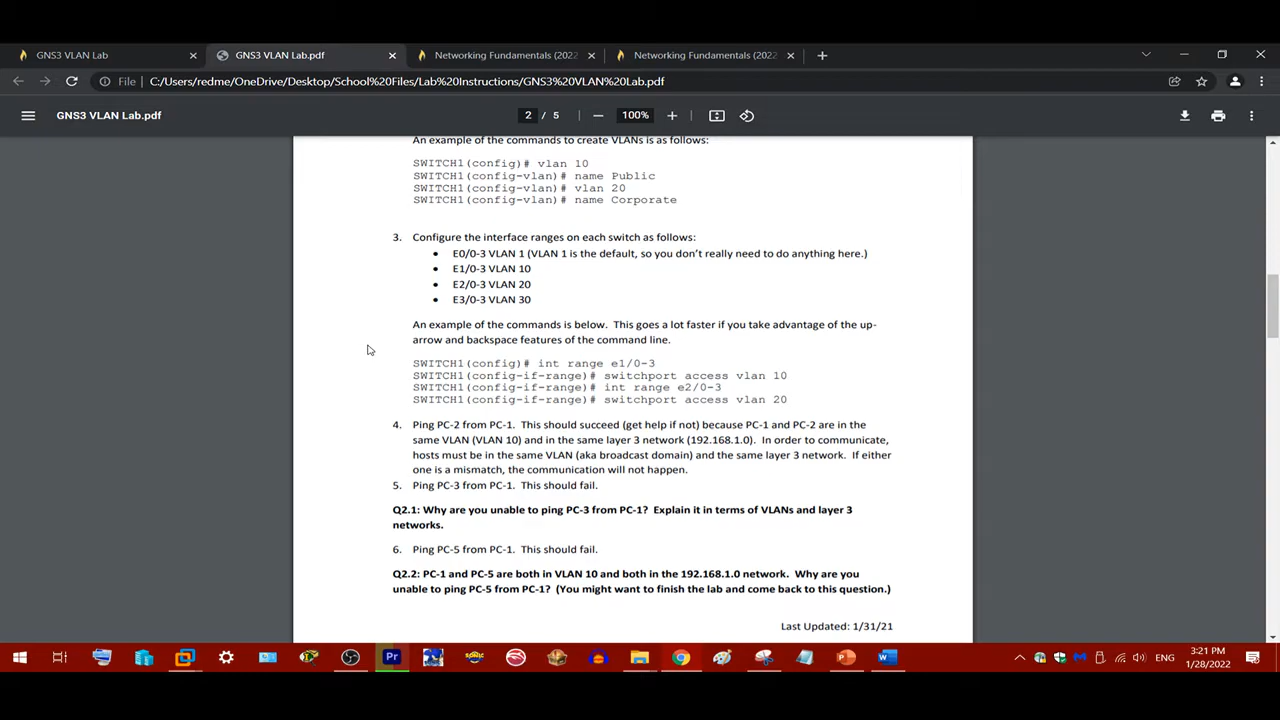 GNS3 VLAN Lab
GNS3 VLAN Lab.pdf
Networking Fundamentals (2022
Networking Fundamentals (2022
File
C:/Users/redme/OneDrive/Desktop/School%20Files/Lab%20Instructions/GNS3%20VLAN%20Lab.pdf
GNS3 VLAN Lab.pdf
2 / 5
100%
An example of the commands to create VLANs is as follows:
SWITCH1(config)# vlan 10
SWITCH1(config-vlan)# name Public
SWITCH1(config-vlan)# vlan 20
SWITCH1(config-vlan)# name Corporate
3. Configure the interface ranges on each switch as follows:
• E0/0-3 VLAN 1 (VLAN 1 is the default, so you don't really need to do anything here.)
• E1/0-3 VLAN 10
• E2/0-3 VLAN 20
• E3/0-3 VLAN 30
An example of the commands is below. This goes a lot faster if you take advantage of the up-
arrow and backspace features of the command line.
SWITCH1(config)# int range e1/0-3
SWITCH1(config-if-range)# switchport access vlan 10
SWITCH1(config-if-range)# int range e2/0-3
SWITCH1(config-if-range)# switchport access vlan 20
4. Ping PC-2 from PC-1. This should succeed (get help if not) because PC-1 and PC-2 are in the
same VLAN (VLAN 10) and in the same layer 3 network (192.168.1.0). In order to communicate,
hosts must be in the same VLAN (aka broadcast domain) and the same layer 3 network. If either
one is a mismatch, the communication will not happen.
5. Ping PC-3 from PC-1. This should fail.
Q2.1: Why are you unable to ping PC-3 from PC-1? Explain it in terms of VLANs and layer 3
networks.
6. Ping PC-5 from PC-1. This should fail.
Q2.2: PC-1 and PC-5 are both in VLAN 10 and both in the 192.168.1.0 network. Why are you
unable to ping PC-5 from PC-1? (You might want to finish the lab and come back to this question.)
Last Updated: 1/31/21
Pr
ENG
3:21 PM
1/28/2022